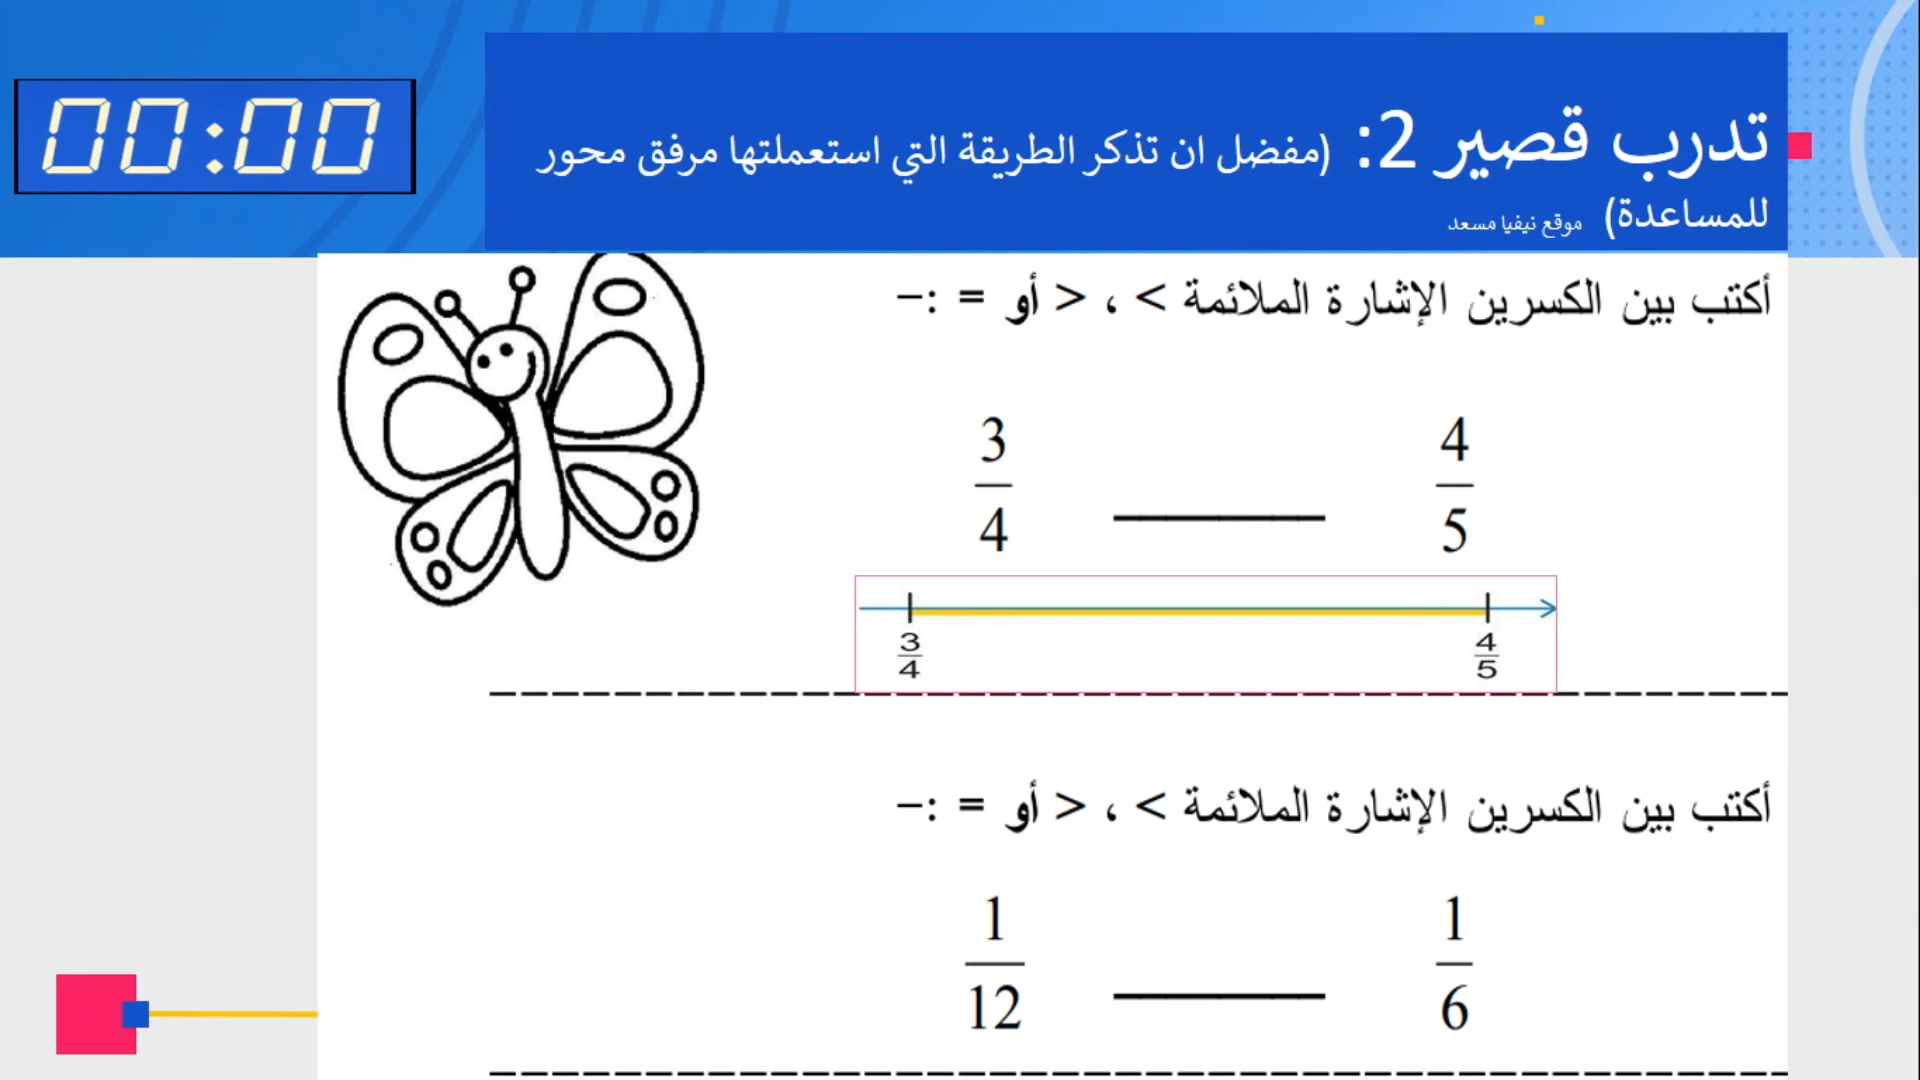 00:00
تدرب قصير 2: (مفضل ان تذكر الطريقة التي استعملتها مرفق محور
للمساعدة) موقع نيفيا مسعد
أكتب بين الكسرين الإشارة الملائمة > ، < أو = :-
3/4 ______ 4/5
3/4 4/5
أكتب بين الكسرين الإشارة الملائمة > ، < أو = :-
1/12 ______ 1/6